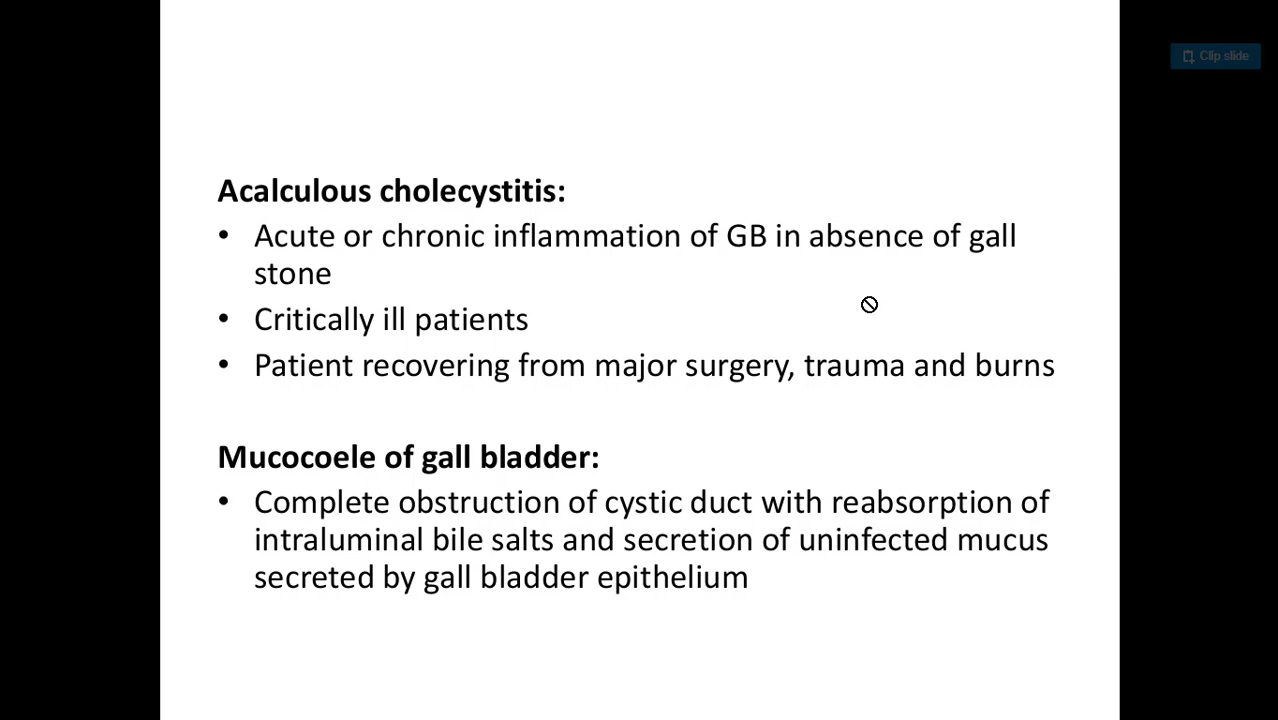 Clip slide
Acalculous cholecystitis:
• Acute or chronic inflammation of GB in absence of gall
stone
• Critically ill patients
• Patient recovering from major surgery, trauma and burns
Mucocoele of gall bladder:
• Complete obstruction of cystic duct with reabsorption of
intraluminal bile salts and secretion of uninfected mucus
secreted by gall bladder epithelium